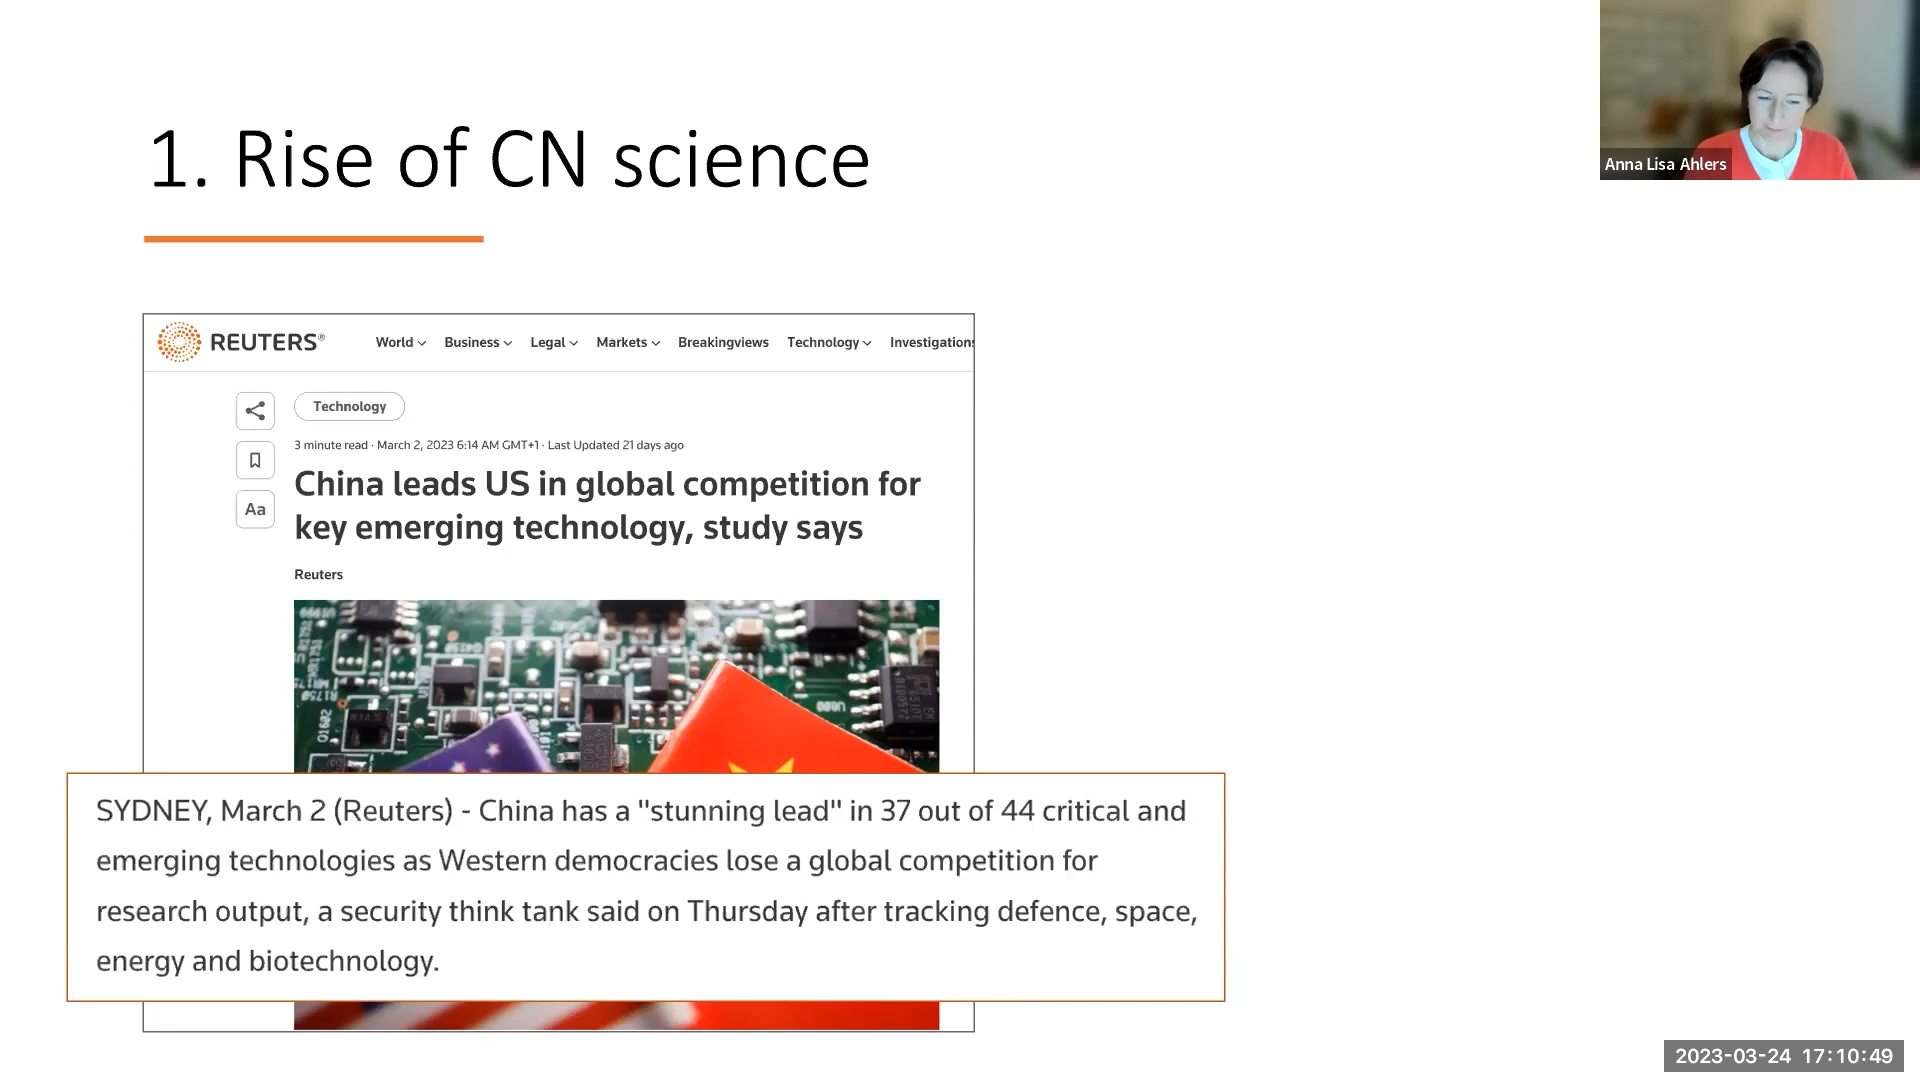 1. Rise of CN science
Anna Lisa Ahlers
REUTERS®
World Business Legal Markets Breakingviews Technology Investigations
Technology
3 minute read · March 2, 2023 6:14 AM GMT+1 · Last Updated 21 days ago
Aa
China leads US in global competition for
key emerging technology, study says
Reuters
SYDNEY, March 2 (Reuters) - China has a "stunning lead" in 37 out of 44 critical and
emerging technologies as Western democracies lose a global competition for
research output, a security think tank said on Thursday after tracking defence, space,
energy and biotechnology.
2023-03-24 17:10:49